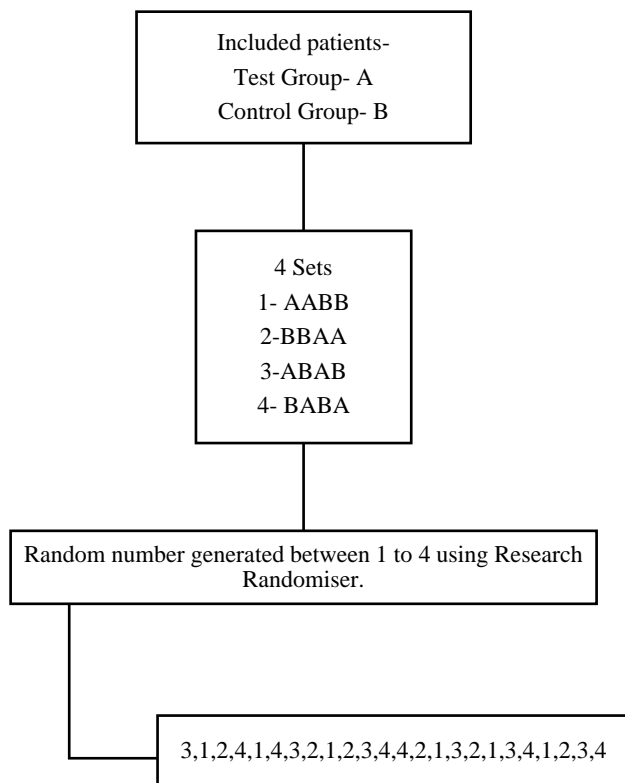 Included patients-
Test Group- A
Control Group- B
4 Sets
1- AABB
2-BBAA
3-ABAB
4- BABA
Random number generated between 1 to 4 using Research
Randomiser.
3,1,2,4,1,4,3,2,1,2,3,4,4,2,1,3,2,1,3,4,1,2,3,4